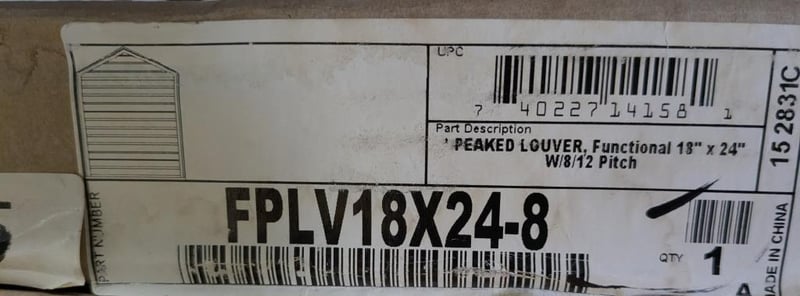 UPC
7 40227 14158 1
Part Description
PEAKED LOUVER, Functional 18" x 24"
W/8/12 Pitch
15 2831C
PART NUMBER
FPLV18X24-8
QTY 1
MADE IN CHINA
A
5